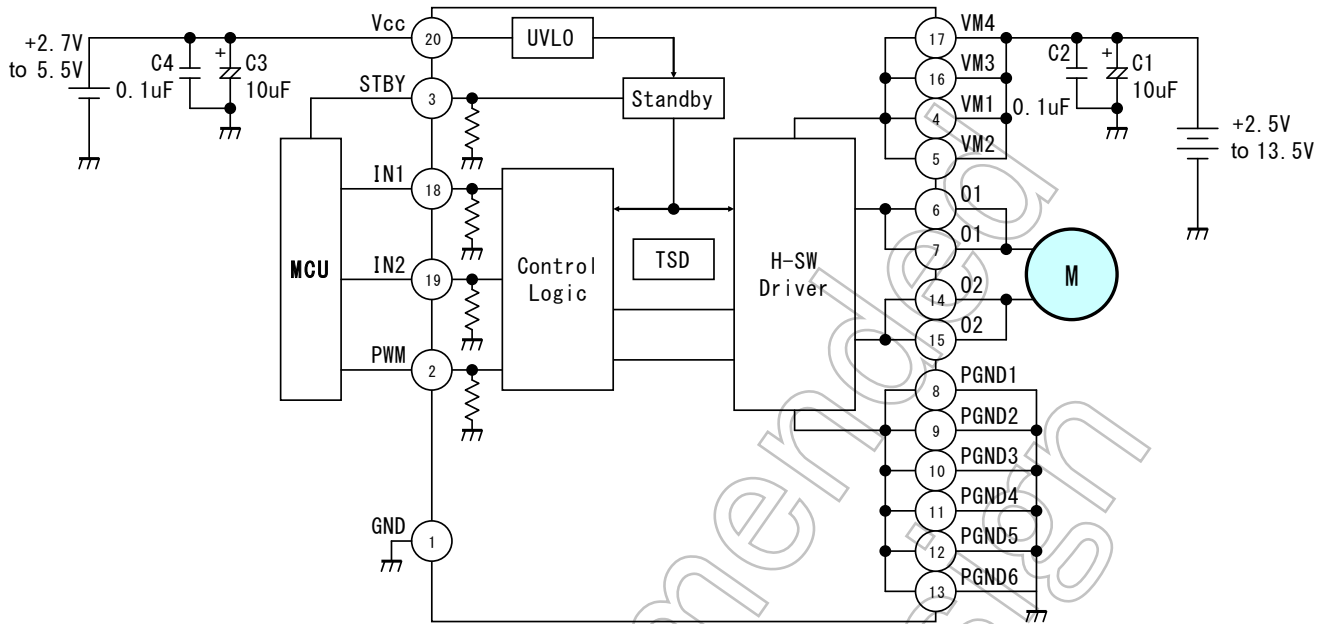 Vcc
20
UVLO
17
VM4
+2.7V
to 5.5V
C4
0.1uF
+
C3
10uF
STBY
3
Standby
16
VM3
4
VM1
5
VM2
C2
0.1uF
+
C1
10uF
+2.5V
to 13.5V
MCU
IN1
18
IN2
19
PWM
2
Control
Logic
TSD
H-SW
Driver
6
O1
7
O1
14
O2
15
O2
M
8
PGND1
9
PGND2
10
PGND3
11
PGND4
12
PGND5
13
PGND6
GND
1